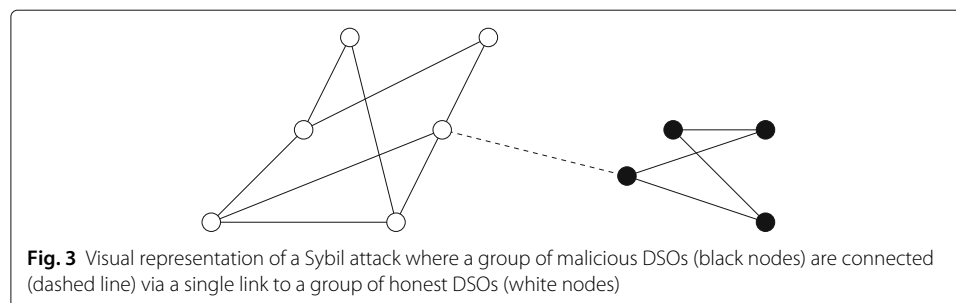 Fig. 3 Visual representation of a Sybil attack where a group of malicious DSOs (black nodes) are connected
(dashed line) via a single link to a group of honest DSOs (white nodes)